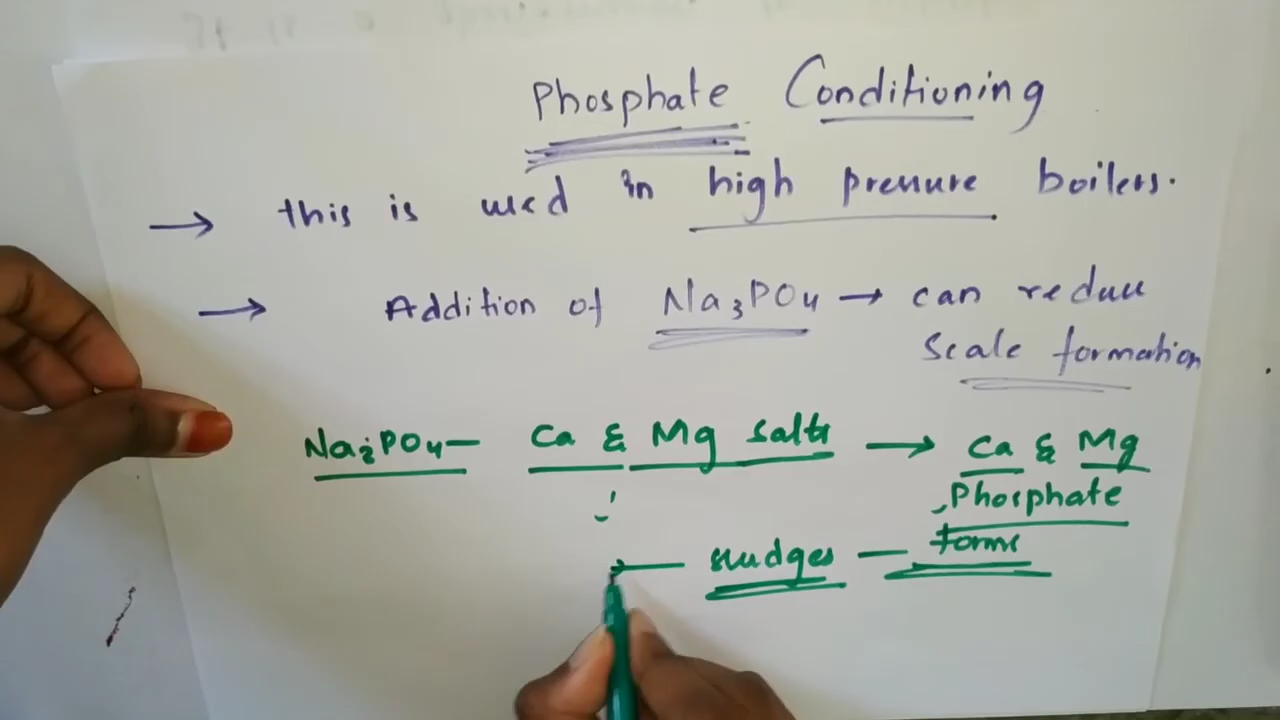 Phosphate Conditioning
→ this is used in high pressure boilers.
→ Addition of Na3PO4 → can reduce
scale formation
Na3PO4 — Ca & Mg salts → Ca & Mg
Phosphate
— sludges — forms